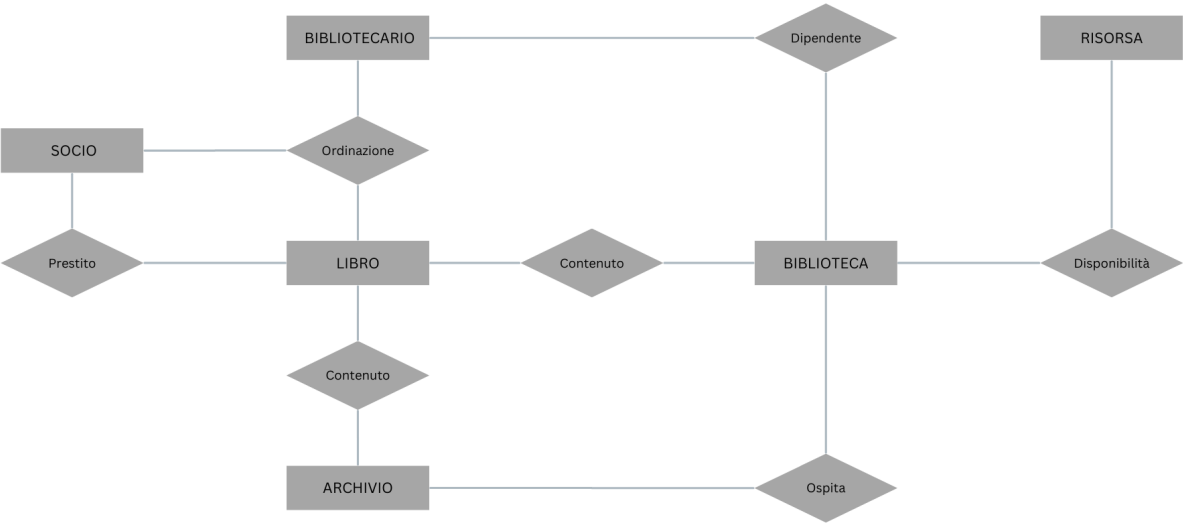 BIBLIOTECARIO
Dipendente
RISORSA
SOCIO
Ordinazione
Prestito
LIBRO
Contenuto
BIBLIOTECA
Disponibilità
Contenuto
ARCHIVIO
Ospita